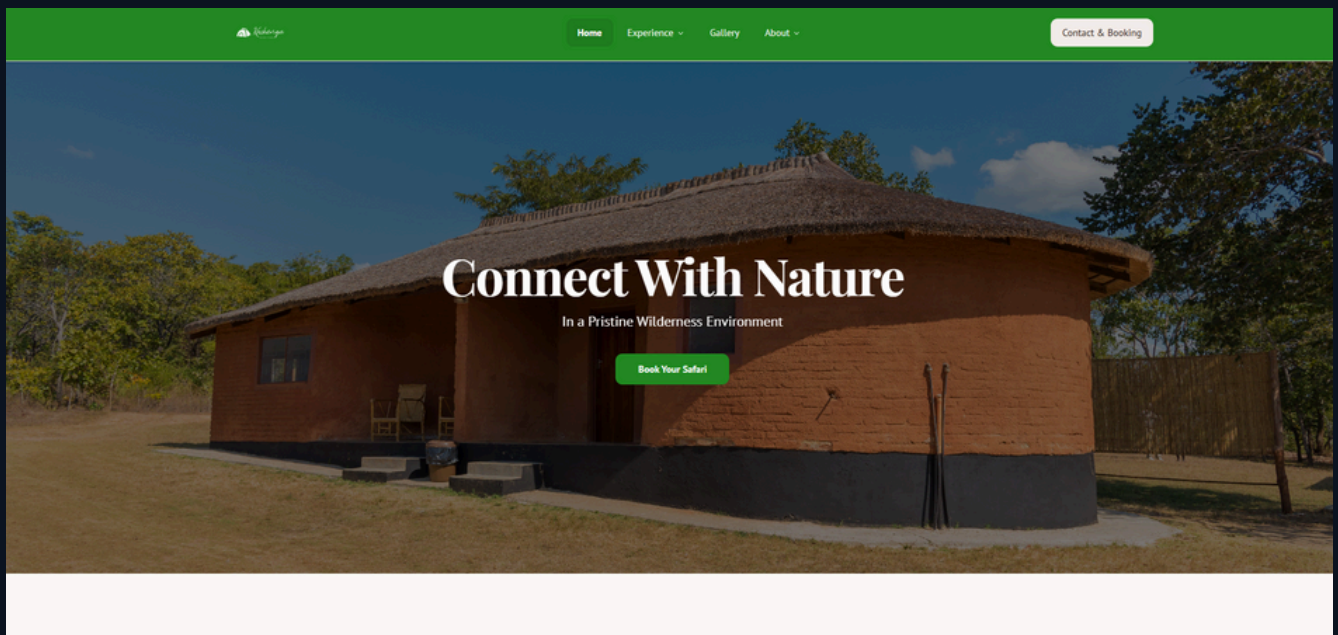 Home
Experience
Gallery
About
Contact & Booking
Connect With Nature
In a Pristine Wilderness Environment
Book Your Safari